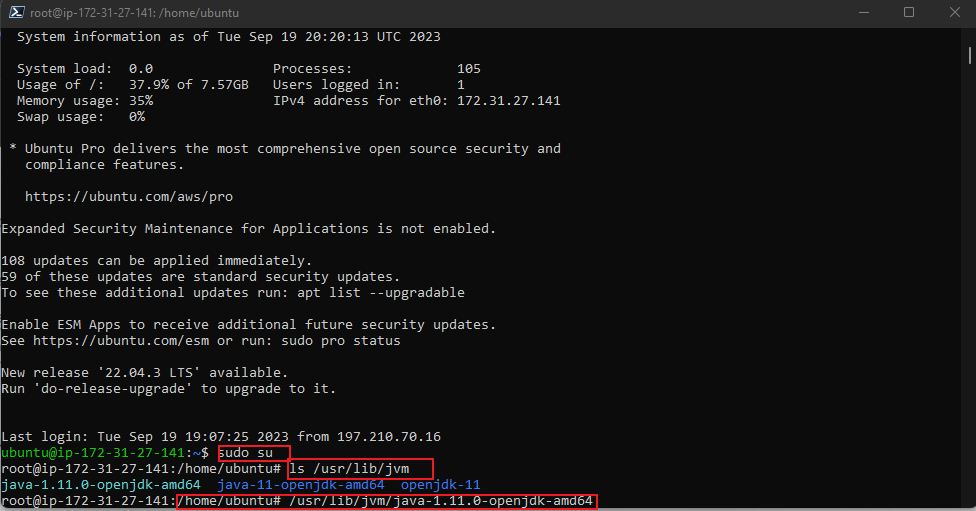 root@ip-172-31-27-141: /home/ubuntu
System information as of Tue Sep 19 20:20:13 UTC 2023
System load:  0.0               Processes:             105
Usage of /:   37.9% of 7.57GB   Users logged in:       1
Memory usage: 35%               IPv4 address for eth0: 172.31.27.141
Swap usage:   0%
* Ubuntu Pro delivers the most comprehensive open source security and
compliance features.
https://ubuntu.com/aws/pro
Expanded Security Maintenance for Applications is not enabled.
108 updates can be applied immediately.
59 of these updates are standard security updates.
To see these additional updates run: apt list --upgradable
Enable ESM Apps to receive additional future security updates.
See https://ubuntu.com/esm or run: sudo pro status
New release '22.04.3 LTS' available.
Run 'do-release-upgrade' to upgrade to it.
Last login: Tue Sep 19 19:07:25 2023 from 197.210.70.16
ubuntu@ip-172-31-27-141:~$ sudo su
root@ip-172-31-27-141:/home/ubuntu# ls /usr/lib/jvm
java-1.11.0-openjdk-amd64  java-11-openjdk-amd64  openjdk-11
root@ip-172-31-27-141:/home/ubuntu# /usr/lib/jvm/java-1.11.0-openjdk-amd64